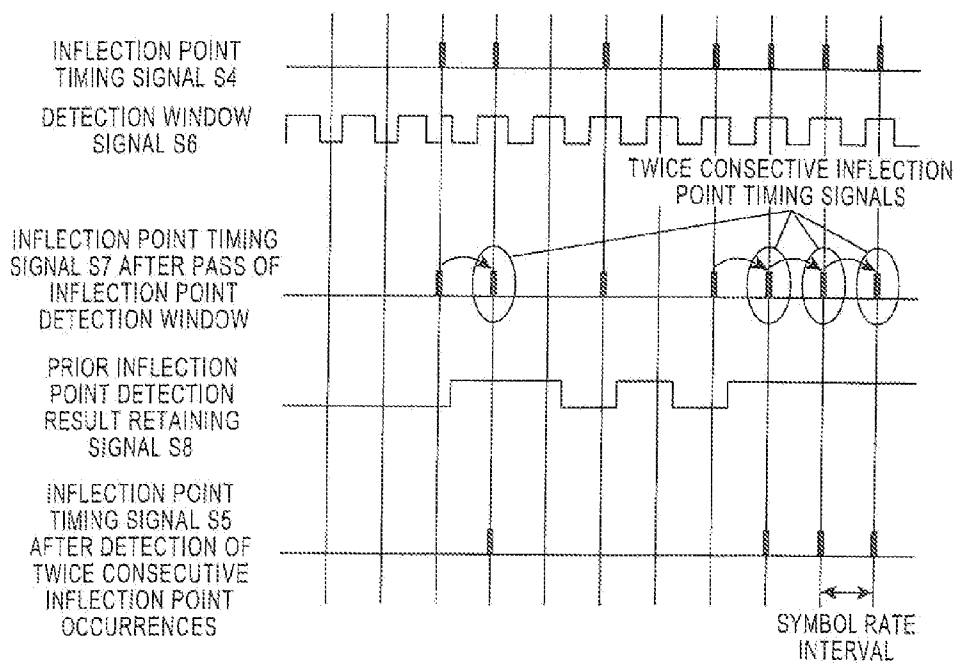 INFLECTION POINT
TIMING SIGNAL S4
DETECTION WINDOW
SIGNAL S6
TWICE CONSECTIVE INFLECTION
POINT TIMING SIGNALS
INFLECTION POINT TIMING
SIGNAL S7 AFTER PASS OF
INFLECTION POINT
DETECTION WINDOW
PRIOR INFLECTION
POINT DETECTION
RESULT RETAINING
SIGNAL S8
INFLECTION POINT
TIMING SIGNAL S5
AFTER DETECTION OF
TWICE CONSECUTIVE
INFLECTION POINT
OCCURRENCES
SYMBOL RATE
INTERVAL